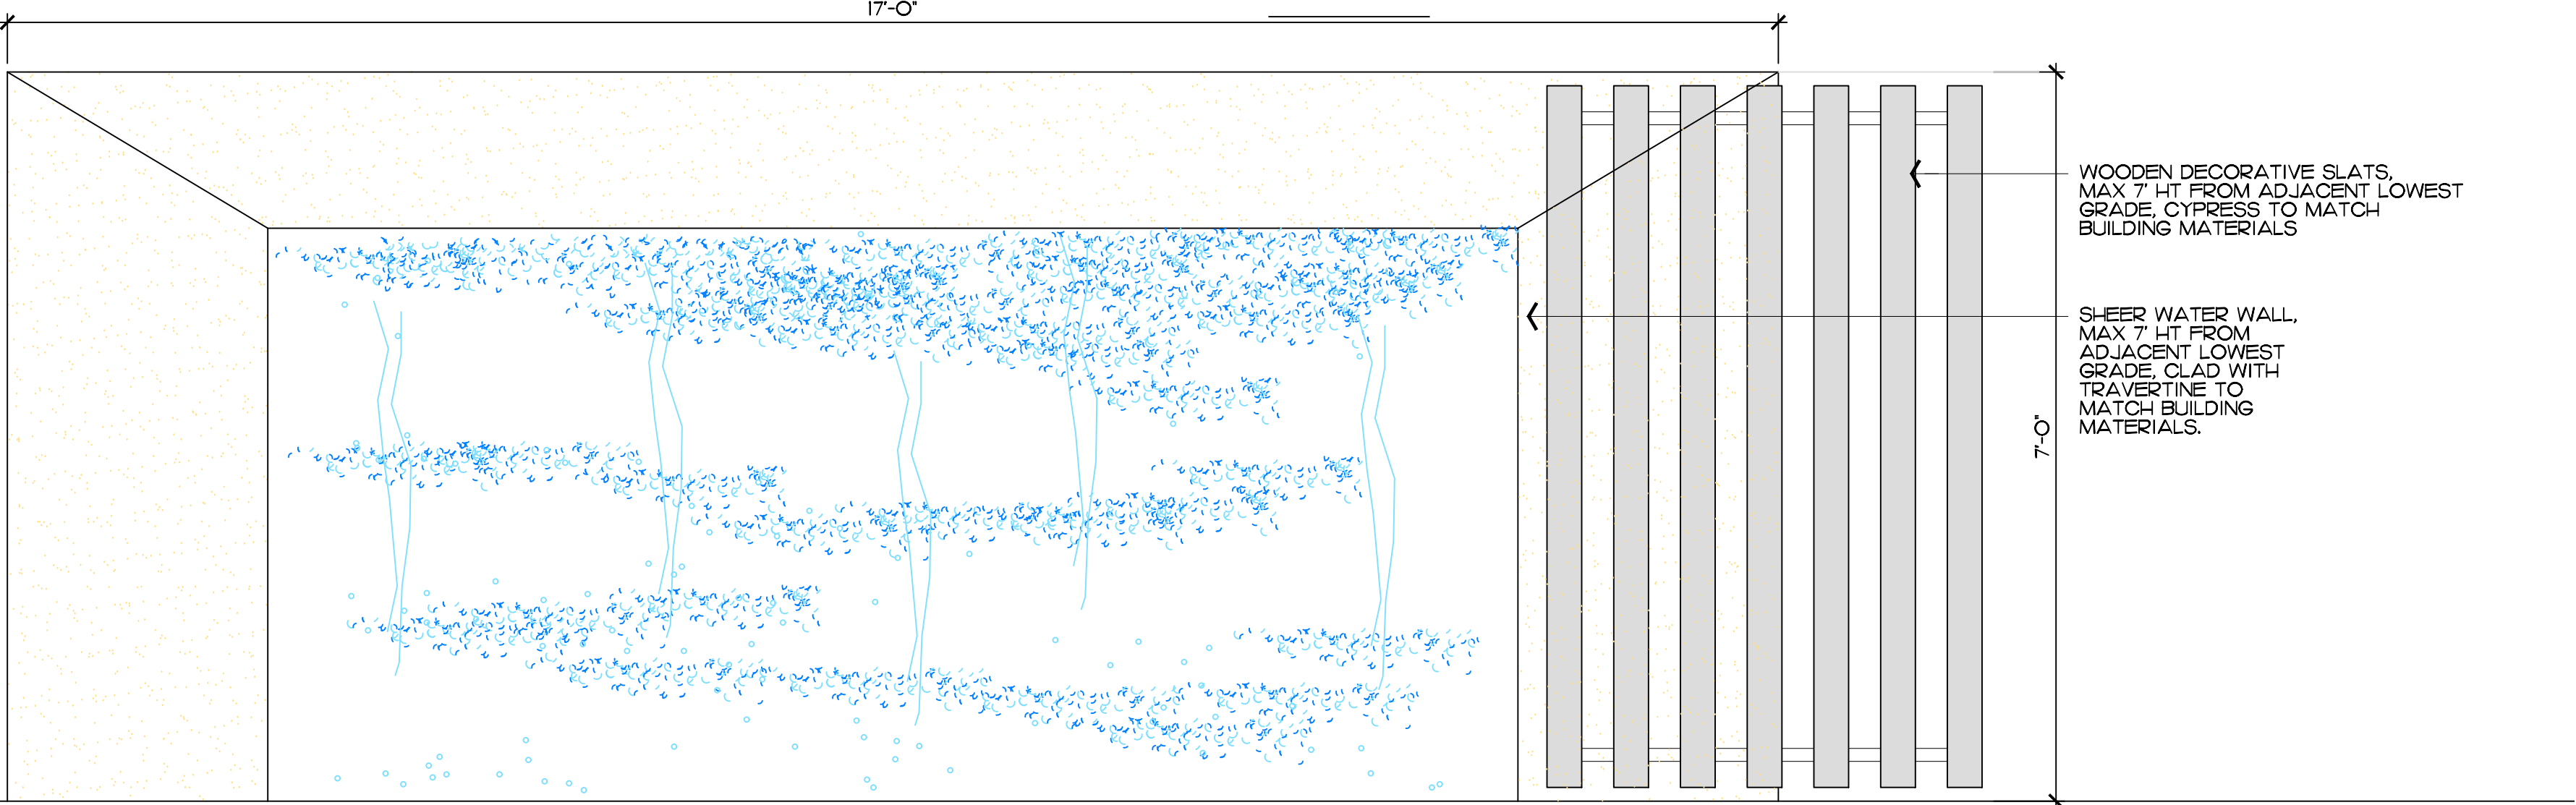 17'-0"
WOODEN DECORATIVE SLATS,
MAX 7' HT FROM ADJACENT LOWEST
GRADE, CYPRESS TO MATCH
BUILDING MATERIALS
SHEER WATER WALL,
MAX 7' HT FROM
ADJACENT LOWEST
GRADE, CLAD WITH
TRAVERTINE TO
MATCH BUILDING
MATERIALS.
7'-0"